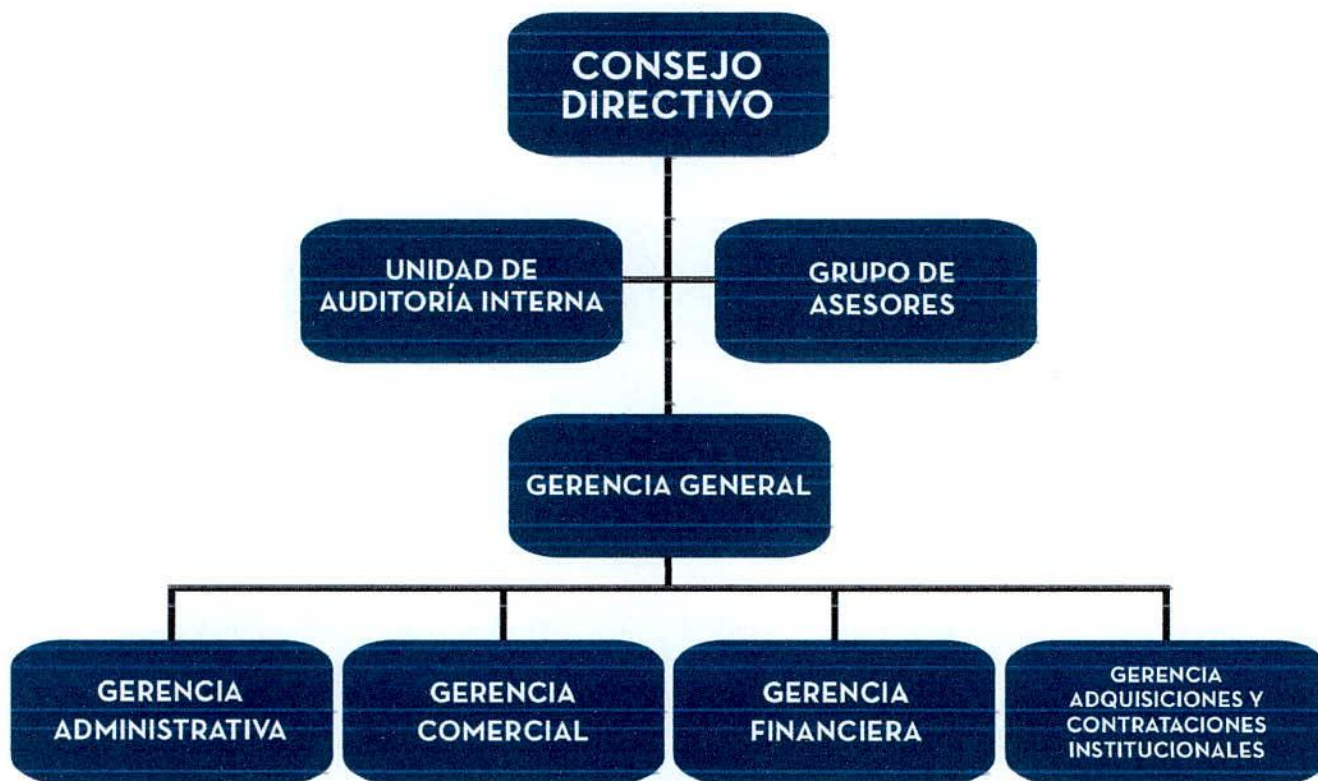 CONSEJO
DIRECTIVO
UNIDAD DE
AUDITORÍA INTERNA
GRUPO DE
ASESORES
GERENCIA GENERAL
GERENCIA
ADMINISTRATIVA
GERENCIA
COMERCIAL
GERENCIA
FINANCIERA
GERENCIA
ADQUISICIONES Y
CONTRATACIONES
INSTITUCIONALES